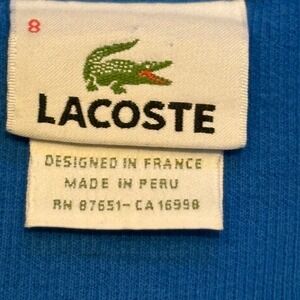 8
LACOSTE
DESIGNED IN FRANCE
MADE IN PERU
RN 87651-CA 16998